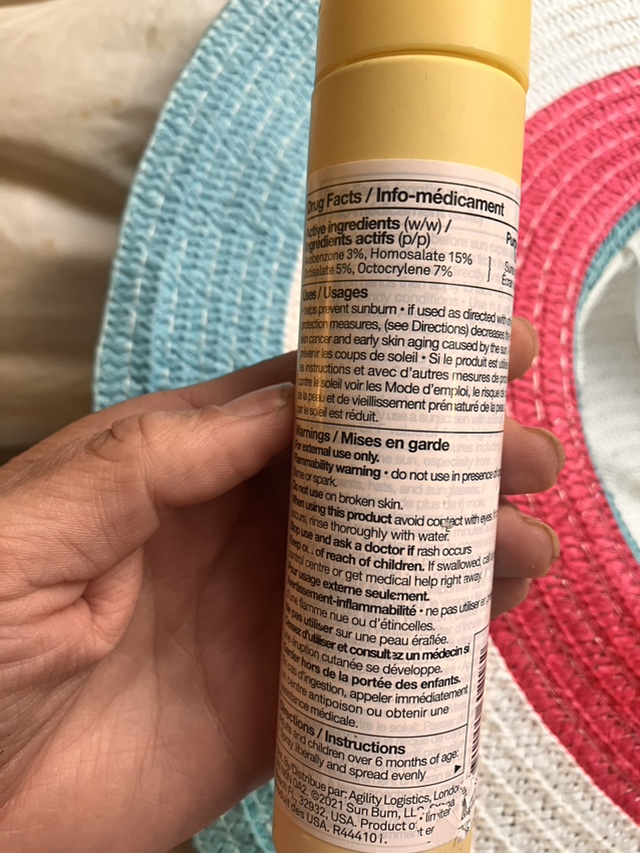 Drug Facts / Info-médicament
Active ingredients (w/w) /
ingrédients actifs (p/p)
Avobenzone 3%, Homosalate 15%
Octisalate 5%, Octocrylene 7%
Uses / Usages
helps prevent sunburn • if used as directed with
protection measures, (see Directions) decreases the
skin cancer and early skin aging caused by the sun
prévenir les coups de soleil • Si le produit est
les instructions et avec d'autres mesures de
contre le soleil voir les Mode d'emploi, le risque
de la peau et de vieillissement prématuré de la peau
par le soleil est réduit.
Warnings / Mises en garde
For external use only.
Flammability warning • do not use in presence
flame or spark.
Do not use on broken skin.
When using this product avoid contact with eyes.
occurs, rinse thoroughly with water.
Stop use and ask a doctor if rash occurs
Keep out of reach of children. If swallowed,
control centre or get medical help right away.
Pour usage externe seulement.
Avertissement-inflammabilité • ne pas utiliser en
d'une flamme nue ou d'étincelles.
Ne pas utiliser sur une peau éraflée.
Cessez d'utiliser et consultez un médecin si
une éruption cutanée se développe.
Garder hors de la portée des enfants.
En cas d'ingestion, appeler immédiatement
un centre antipoison ou obtenir une
assistance médicale.
Directions / Instructions
Adults and children over 6 months of age:
Spray liberally and spread evenly
By/Distribue par: Agility Logistics, London,
©2021 Sun Bum, LLC
FL, 32932, USA. Product of
Produit des USA. R444101.